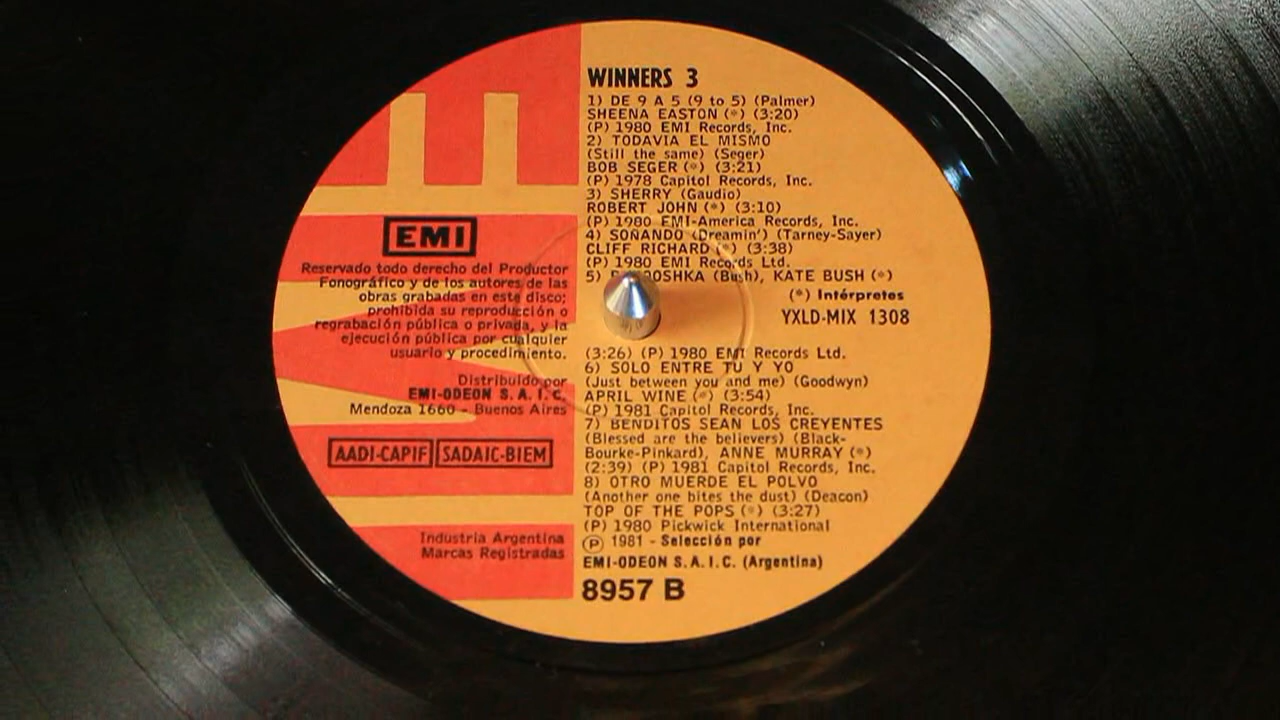 WINNERS 3
1) DE 9 A 5 (9 to 5) (Palmer)
SHEENA EASTON (*) (3:20)
(P) 1980 EMI Records, Inc.
2) TODAVIA EL MISMO
(Still the same) (Seger)
BOB SEGER (*) (3:21)
(P) 1978 Capitol Records, Inc.
3) SHERRY (Gaudio)
ROBERT JOHN (*) (3:10)
(P) 1980 EMI-America Records, Inc.
4) SOÑANDO (Dreamin') (Tarney-Sayer)
CLIFF RICHARD (*) (3:38)
(P) 1980 EMI Records Ltd.
5) (Bush), KATE BUSH (*)
(*) Intérpretes
YXLD-MIX 1308
(3:26) (P) 1980 EMI Records Ltd.
6) SOLO ENTRE TU Y YO
(Just between you and me) (Goodwyn)
APRIL WINE (*) (3:54)
(P) 1981 Capitol Records, Inc.
7) BENDITOS SEAN LOS CREYENTES
(Blessed are the believers) (Black-
Bourke-Pinkard), ANNE MURRAY (*)
(2:39) (P) 1981 Capitol Records, Inc.
8) OTRO MUERDE EL POLVO
(Another one bites the dust) (Deacon)
TOP OF THE POPS (*) (3:27)
(P) 1980 Pickwick International
(P) 1981 - Selección por
EMI-ODEON S.A.I.C. (Argentina)
8957 B
EMI
Reservado todo derecho del Productor
Fonográfico y de los autores de las
obras grabadas en este disco;
prohibida su reproducción o
regrabación pública o privada, y la
ejecución pública por cualquier
usuario y procedimiento.
Distribuido por
EMI-ODEON S.A.I.C.
Mendoza 1660 - Buenos Aires
AADI-CAPIF SADAIC-BIEM
Industria Argentina
Marcas Registradas
EMI